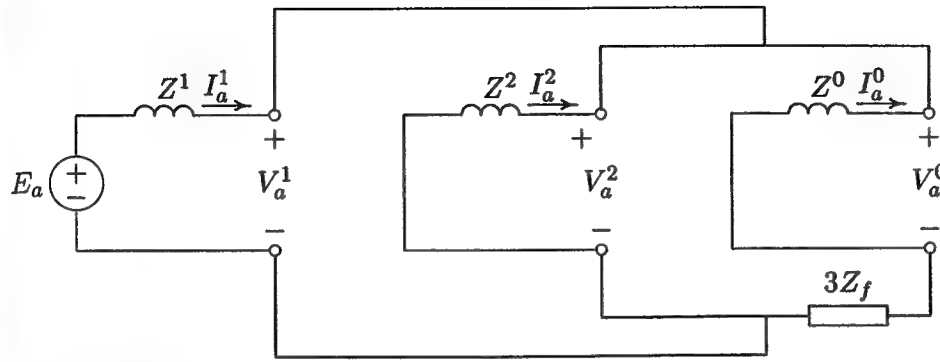 Z^1 I_a^1
Z^2 I_a^2
Z^0 I_a^0
+ + +
E_a + −
V_a^1 V_a^2 V_a^0
− − −
3Z_f